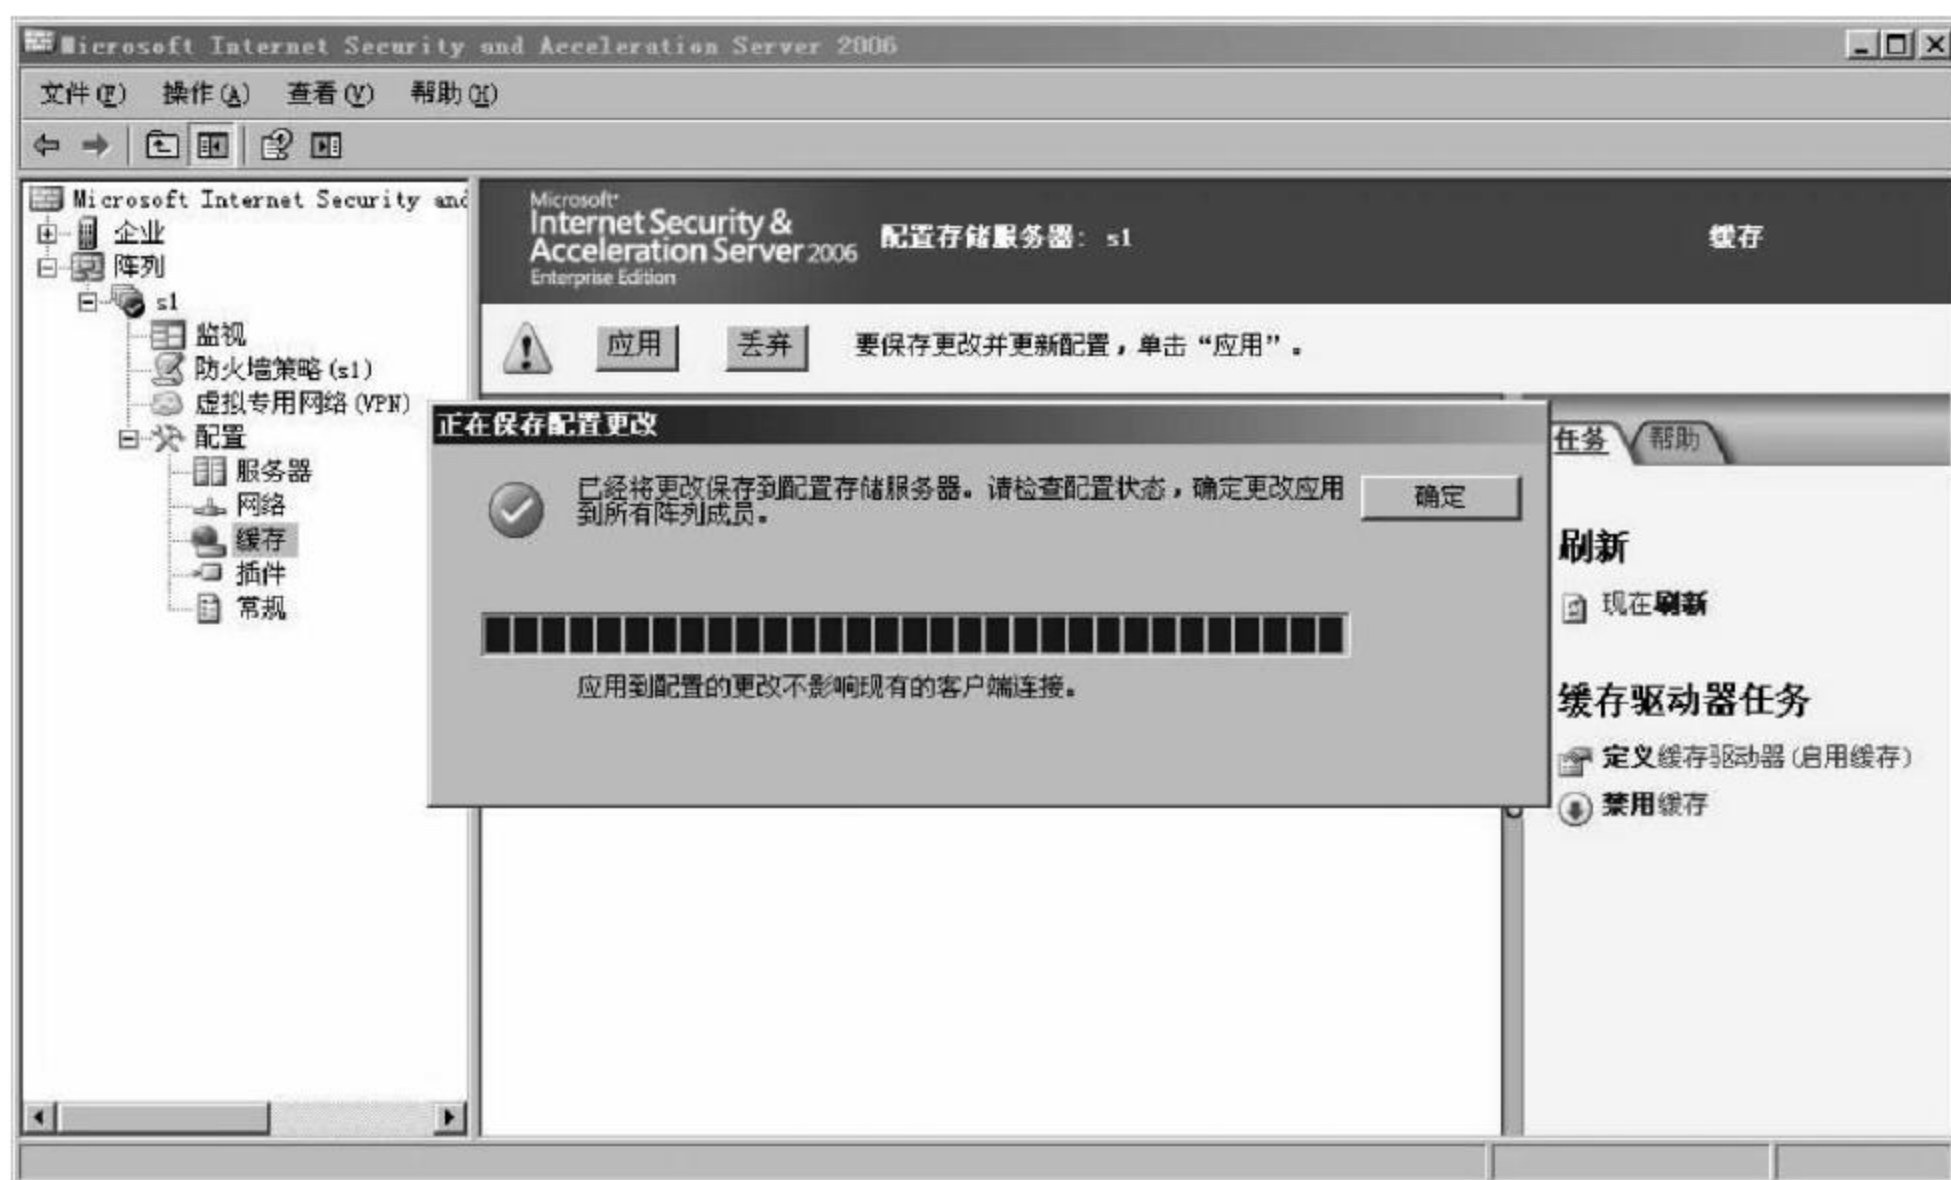 Microsoft Internet Security and Acceleration Server 2006
文件(F) 操作(A) 查看(V) 帮助(H)
Microsoft Internet Security and
企业
阵列
s1
监视
防火墙策略(s1)
虚拟专用网络(VPN)
配置
服务器
网络
缓存
插件
常规
Microsoft
Internet Security &
Acceleration Server 2006
Enterprise Edition
配置存储服务器: s1
缓存
应用 丢弃 要保存更改并更新配置，单击“应用”。
正在保存配置更改
已经将更改保存到配置存储服务器。请检查配置状态，确定更改应用
到所有阵列成员。
确定
应用到配置的更改不影响现有的客户端连接。
任务 帮助
刷新
现在刷新
缓存驱动器任务
定义缓存驱动器(启用缓存)
禁用缓存